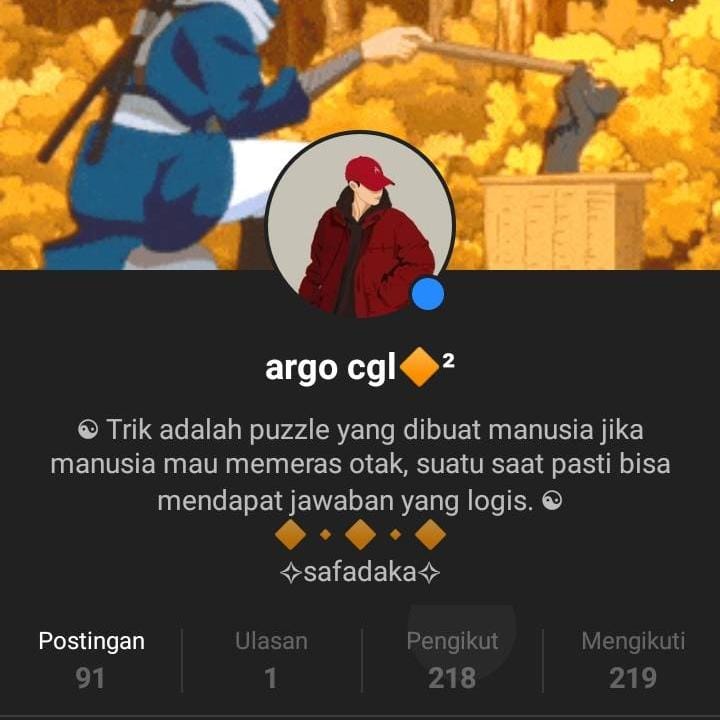 argo cgl🔶²
☯ Trik adalah puzzle yang dibuat manusia jika
manusia mau memeras otak, suatu saat pasti bisa
mendapat jawaban yang logis. ☯
🔶🔸🔶🔸🔶
✧safadaka✧
Postingan Ulasan Pengikut Mengikuti
91 1 218 219